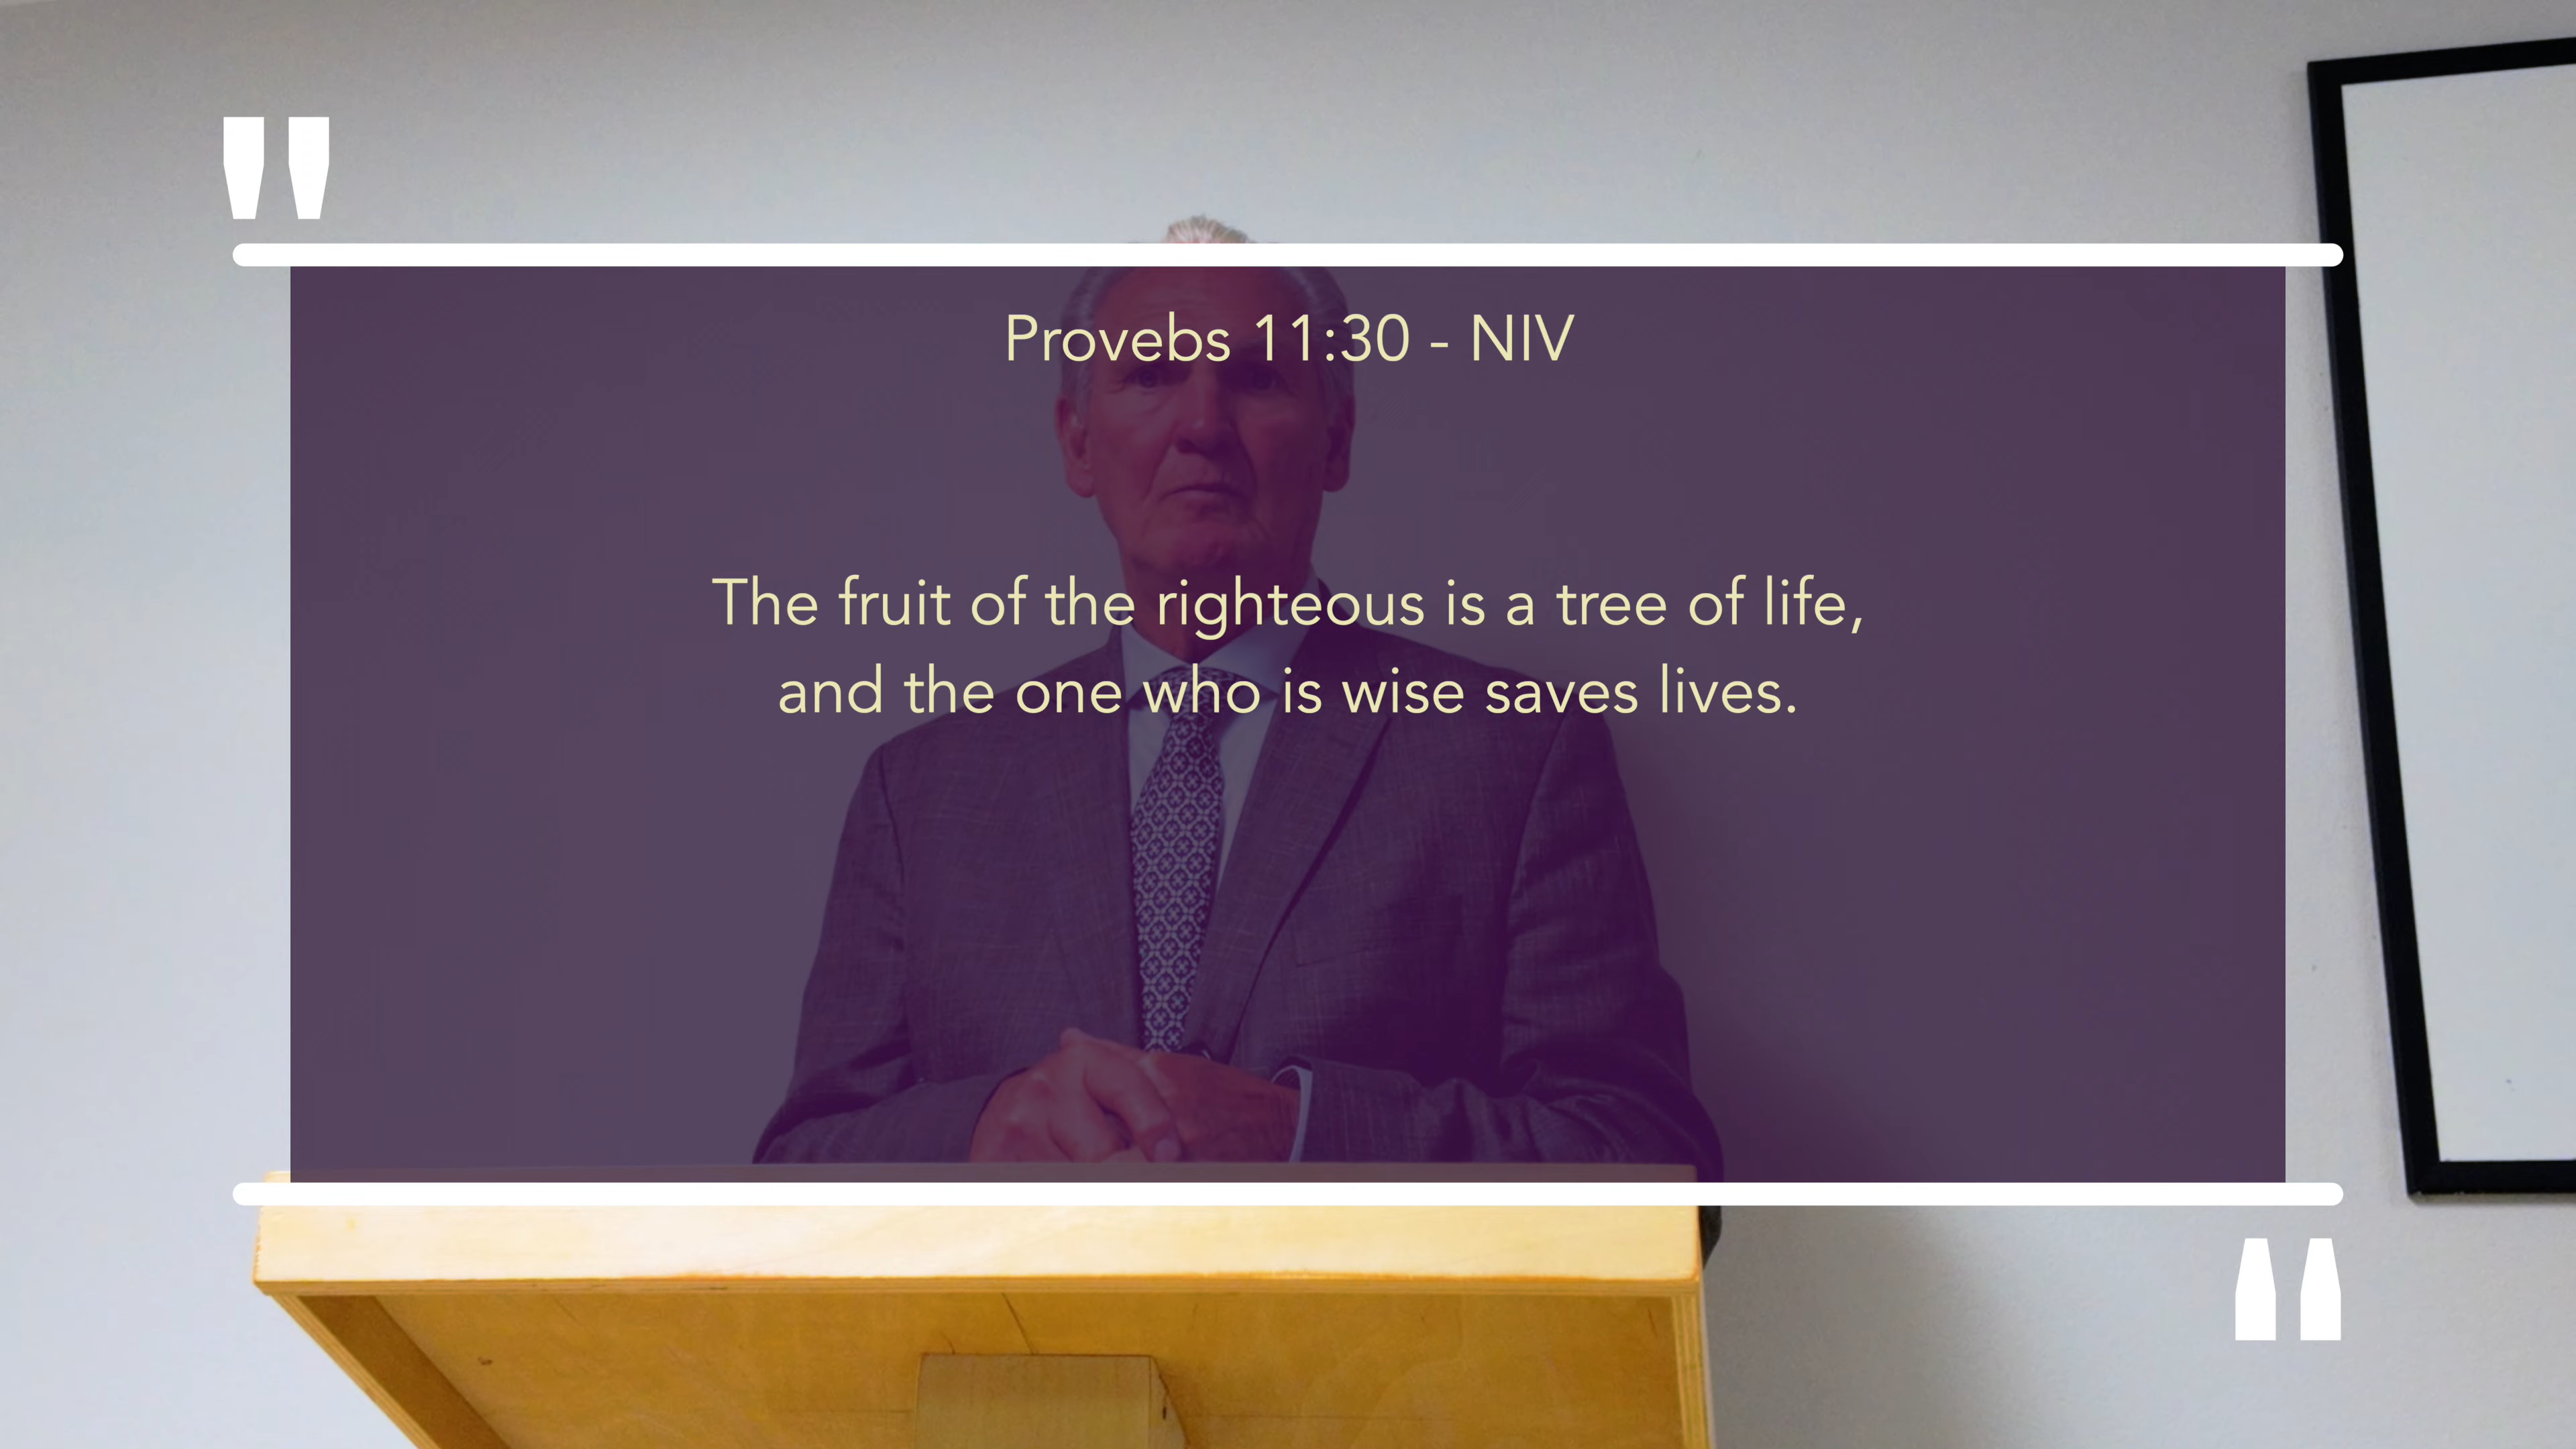 "
Provebs 11:30 - NIV
The fruit of the righteous is a tree of life,
and the one who is wise saves lives.
"